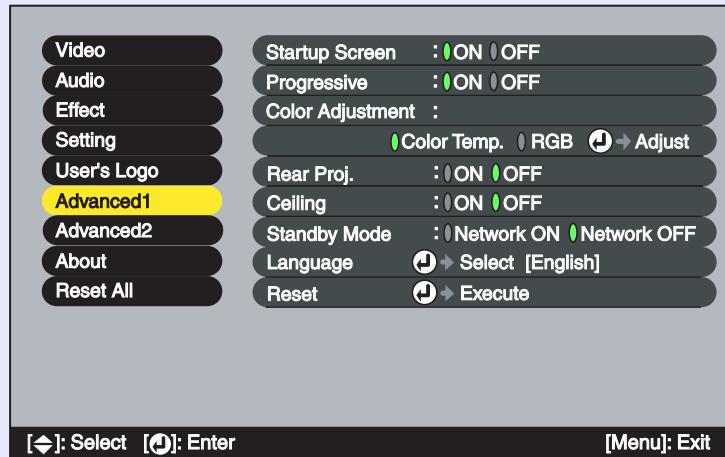 Video
Audio
Effect
Setting
User's Logo
Advanced1
Advanced2
About
Reset All
Startup Screen : ON OFF
Progressive : ON OFF
Color Adjustment :
Color Temp. RGB Adjust
Rear Proj. : ON OFF
Ceiling : ON OFF
Standby Mode : Network ON Network OFF
Language Select [English]
Reset Execute
[ ]: Select [ ]: Enter [Menu]: Exit